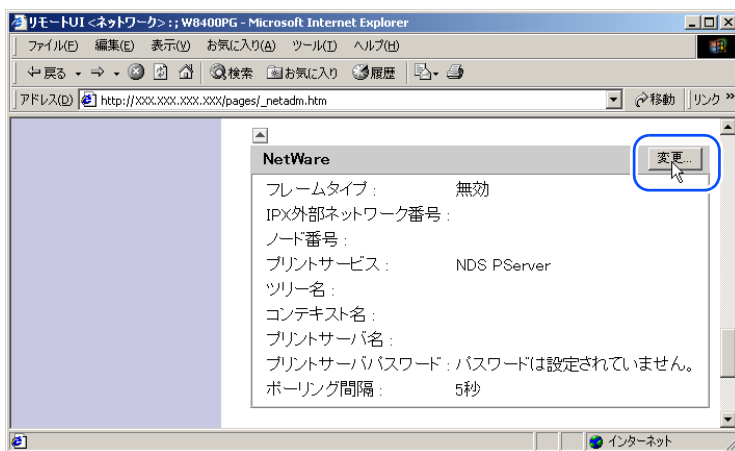 リモートUI <ネットワーク> : ; W8400PG - Microsoft Internet Explorer
ファイル(F) 編集(E) 表示(V) お気に入り(A) ツール(T) ヘルプ(H)
戻る 検索 お気に入り 履歴
アドレス(D) http://XXX.XXX.XXX.XXX/pages/_netadm.htm 移動 リンク »
NetWare 変更...
フレームタイプ : 無効
IPX外部ネットワーク番号 :
ノード番号 :
プリントサービス : NDS PServer
ツリー名 :
コンテキスト名 :
プリントサーバ名 :
プリントサーバパスワード : パスワードは設定されていません。
ポーリング間隔 : 5秒
インターネット